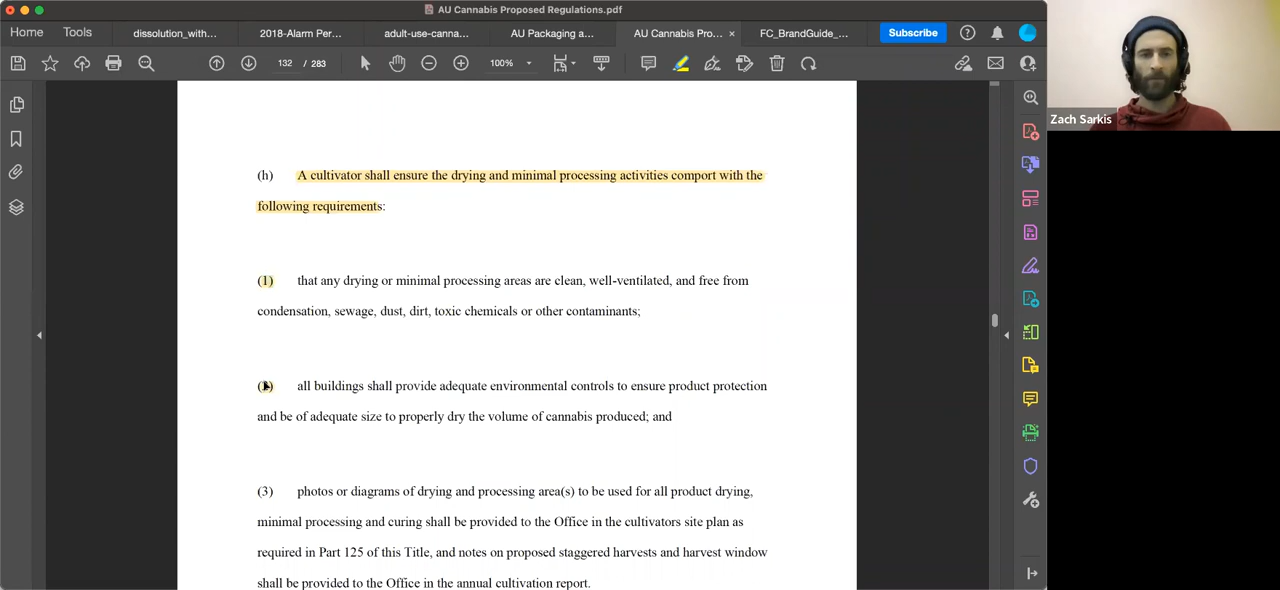 AU Cannabis Proposed Regulations.pdf
Home Tools dissolution_with... 2018-Alarm Per... adult-use-canna... AU Packaging a... AU Cannabis Pro... × FC_BrandGuide_... Subscribe
132 / 283 100%
Zach Sarkis
(h) A cultivator shall ensure the drying and minimal processing activities comport with the
following requirements:
(1) that any drying or minimal processing areas are clean, well-ventilated, and free from
condensation, sewage, dust, dirt, toxic chemicals or other contaminants;
all buildings shall provide adequate environmental controls to ensure product protection
and be of adequate size to properly dry the volume of cannabis produced; and
(3) photos or diagrams of drying and processing area(s) to be used for all product drying,
minimal processing and curing shall be provided to the Office in the cultivators site plan as
required in Part 125 of this Title, and notes on proposed staggered harvests and harvest window
shall be provided to the Office in the annual cultivation report.